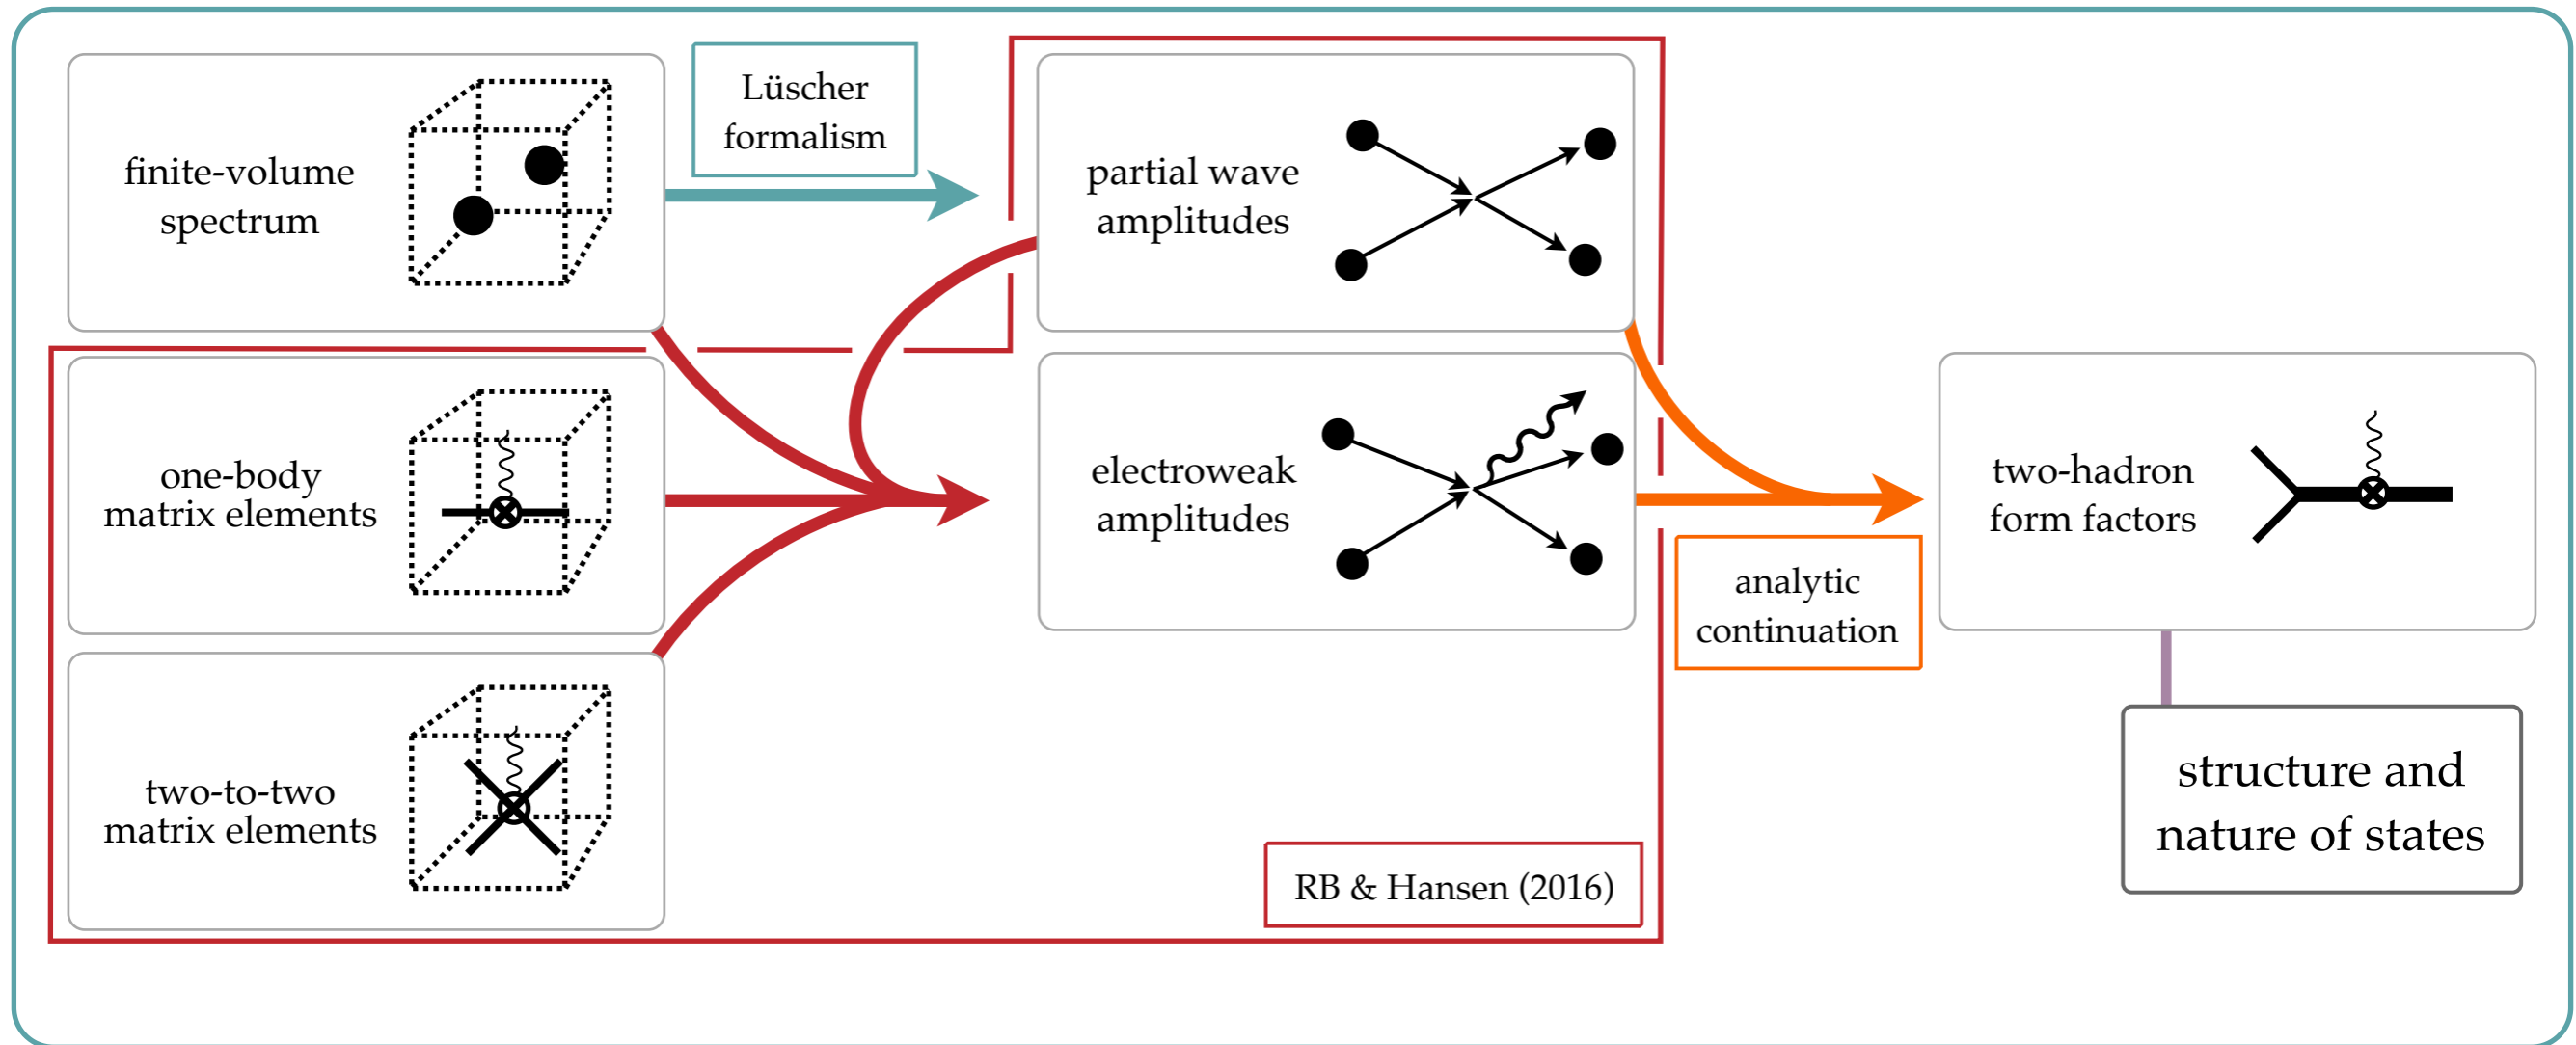 finite-volume
spectrum
Lüscher
formalism
partial wave
amplitudes
one-body
matrix elements
electroweak
amplitudes
two-hadron
form factors
analytic
continuation
two-to-two
matrix elements
RB & Hansen (2016)
structure and
nature of states